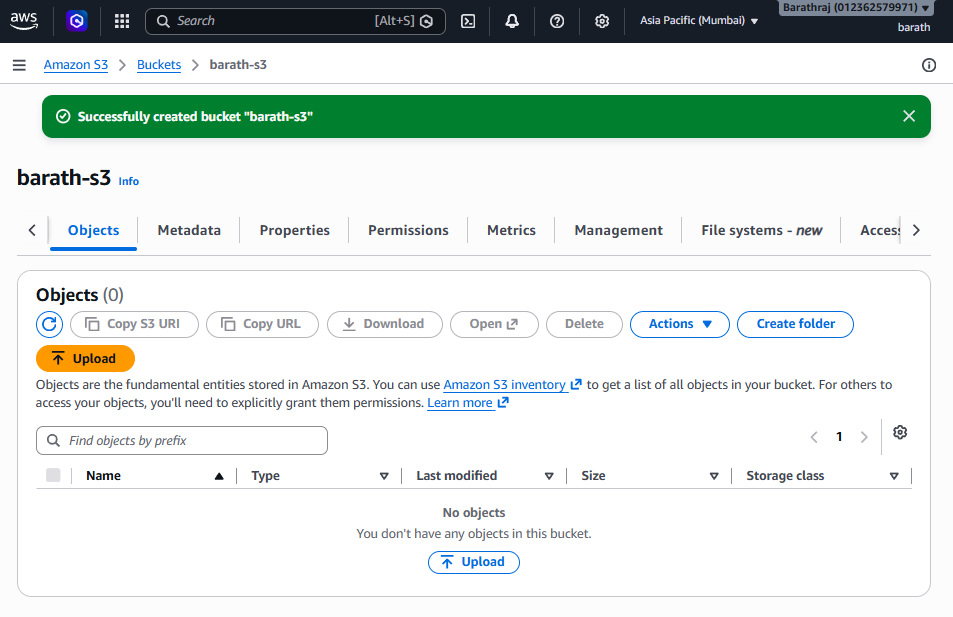 aws Search [Alt+S] Asia Pacific (Mumbai) Barathraj (012362579971)
barath
Amazon S3 Buckets barath-s3
Successfully created bucket "barath-s3"
barath-s3 Info
Objects Metadata Properties Permissions Metrics Management File systems - new Access
Objects (0)
Copy S3 URI Copy URL Download Open Delete Actions Create folder
Upload
Objects are the fundamental entities stored in Amazon S3. You can use Amazon S3 inventory to get a list of all objects in your bucket. For others to
access your objects, you'll need to explicitly grant them permissions. Learn more
Find objects by prefix 1
Name Type Last modified Size Storage class
No objects
You don't have any objects in this bucket.
Upload